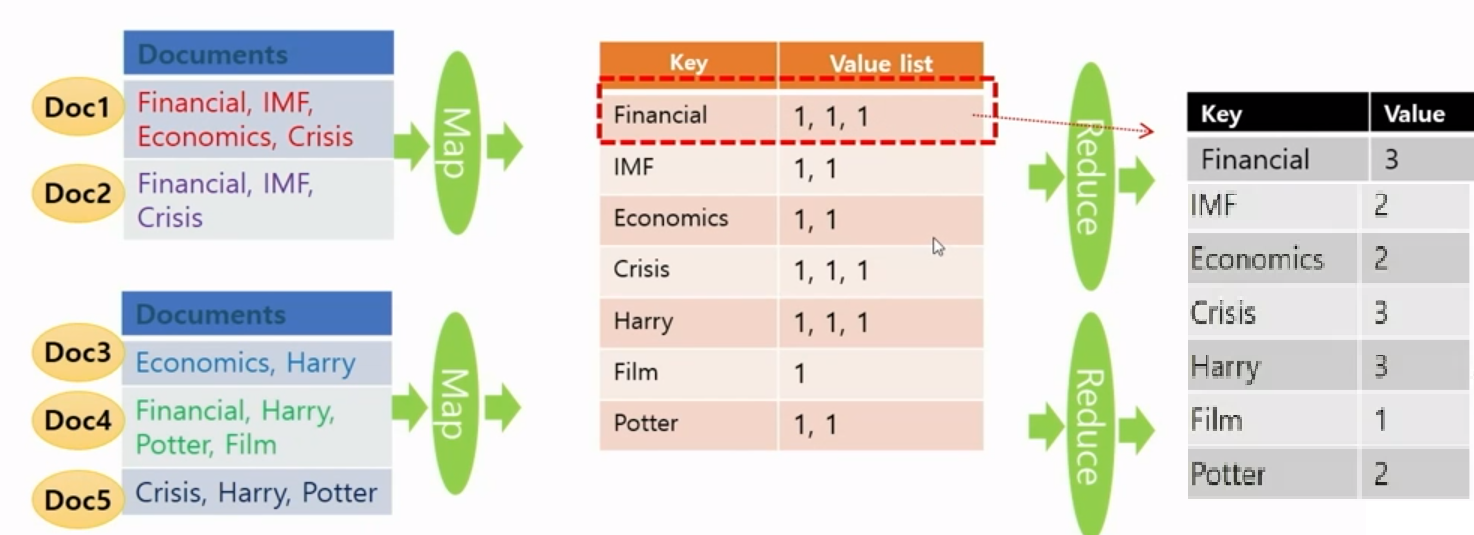 Documents
Doc1
Financial, IMF,
Economics, Crisis
Doc2
Financial, IMF,
Crisis
Map
Documents
Doc3
Economics, Harry
Doc4
Financial, Harry,
Potter, Film
Doc5
Crisis, Harry, Potter
Map
Key Value list
Financial 1, 1, 1
IMF 1, 1
Economics 1, 1
Crisis 1, 1, 1
Harry 1, 1, 1
Film 1
Potter 1, 1
Reduce
Reduce
Key Value
Financial 3
IMF 2
Economics 2
Crisis 3
Harry 3
Film 1
Potter 2